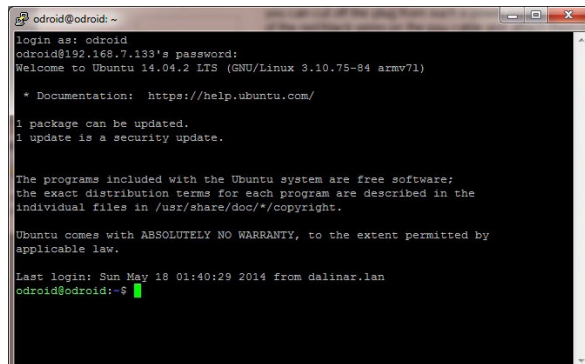 odroid@odroid: ~
login as: odroid
odroid@192.168.7.133's password:
Welcome to Ubuntu 14.04.2 LTS (GNU/Linux 3.10.75-84 armv7l)
* Documentation:  https://help.ubuntu.com/
1 package can be updated.
1 update is a security update.
The programs included with the Ubuntu system are free software;
the exact distribution terms for each program are described in the
individual files in /usr/share/doc/*/copyright.
Ubuntu comes with ABSOLUTELY NO WARRANTY, to the extent permitted by
applicable law.
Last login: Sun May 18 01:40:29 2014 from dalinar.lan
odroid@odroid:~$